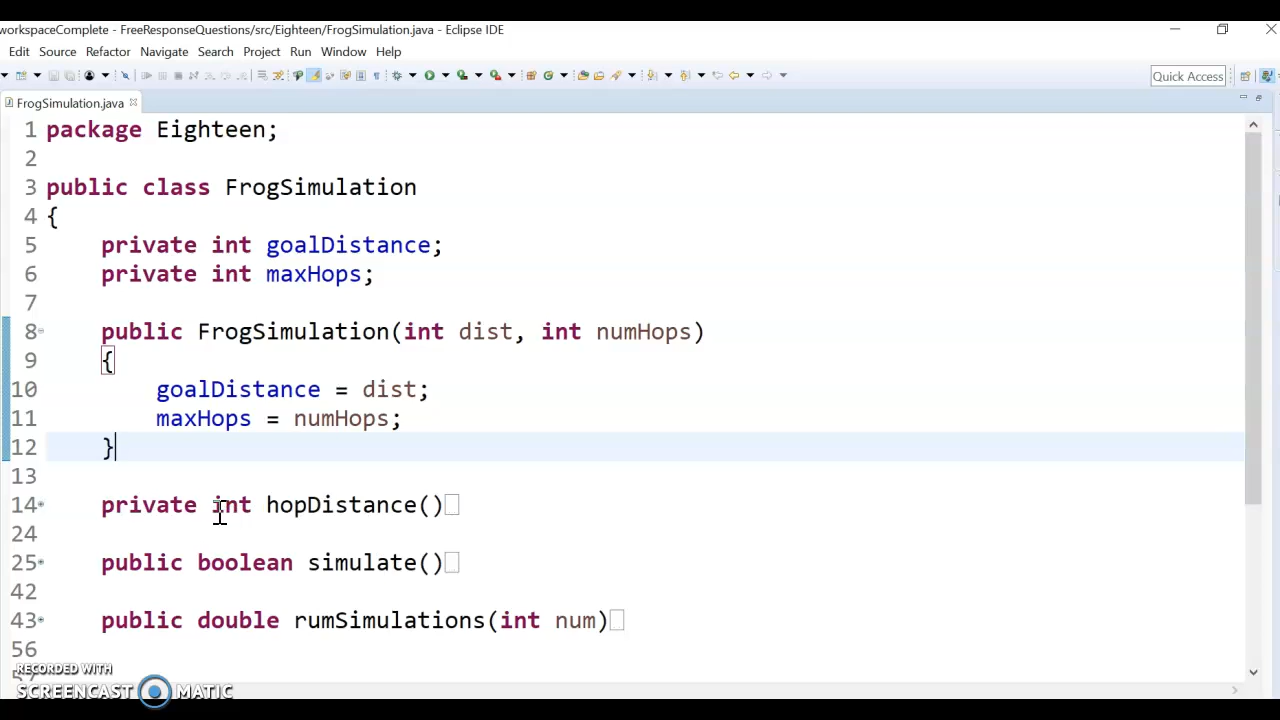 workspaceComplete - FreeResponseQuestions/src/Eighteen/FrogSimulation.java - Eclipse IDE
Edit Source Refactor Navigate Search Project Run Window Help
Quick Access
FrogSimulation.java
1 package Eighteen;
2
3 public class FrogSimulation
4 {
5 private int goalDistance;
6 private int maxHops;
7
8 public FrogSimulation(int dist, int numHops)
9 {
10 goalDistance = dist;
11 maxHops = numHops;
12 }
13
14 private int hopDistance()
24
25 public boolean simulate()
42
43 public double rumSimulations(int num)
56
RECORDED WITH
SCREENCAST MATIC